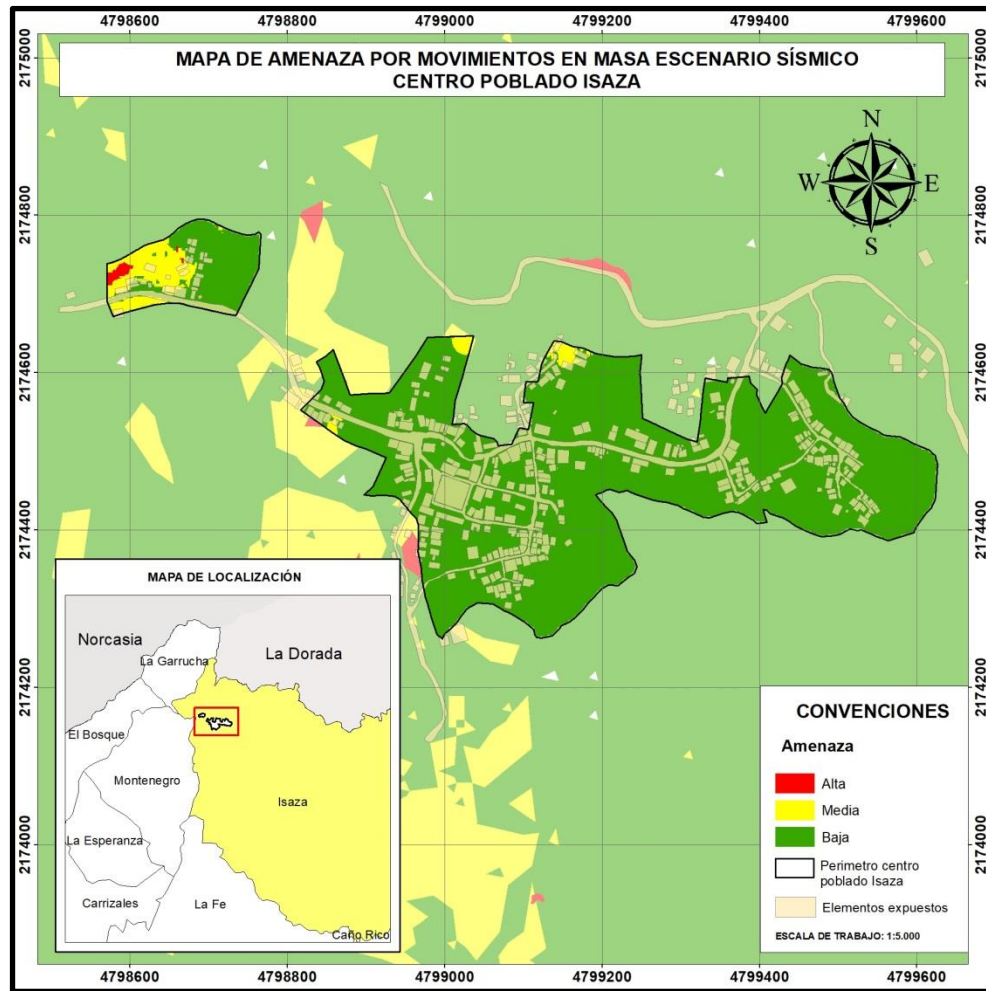 4798600 4798800 4799000 4799200 4799400 4799600
MAPA DE AMENAZA POR MOVIMIENTOS EN MASA ESCENARIO SÍSMICO
CENTRO POBLADO ISAZA
2175000
2175000
N
W
E
S
2174800
2174800
2174600
2174600
2174400
2174400
2174200
2174200
2174000
2174000
MAPA DE LOCALIZACIÓN
Norcasia
La Garrucha
La Dorada
El Bosque
Montenegro
Isaza
La Esperanza
Carrizales
La Fe
Caño Rico
CONVENCIONES
Amenaza
Alta
Media
Baja
Perimetro centro
poblado Isaza
Elementos expuestos
ESCALA DE TRABAJO: 1:5.000
4798600 4798800 4799000 4799200 4799400 4799600